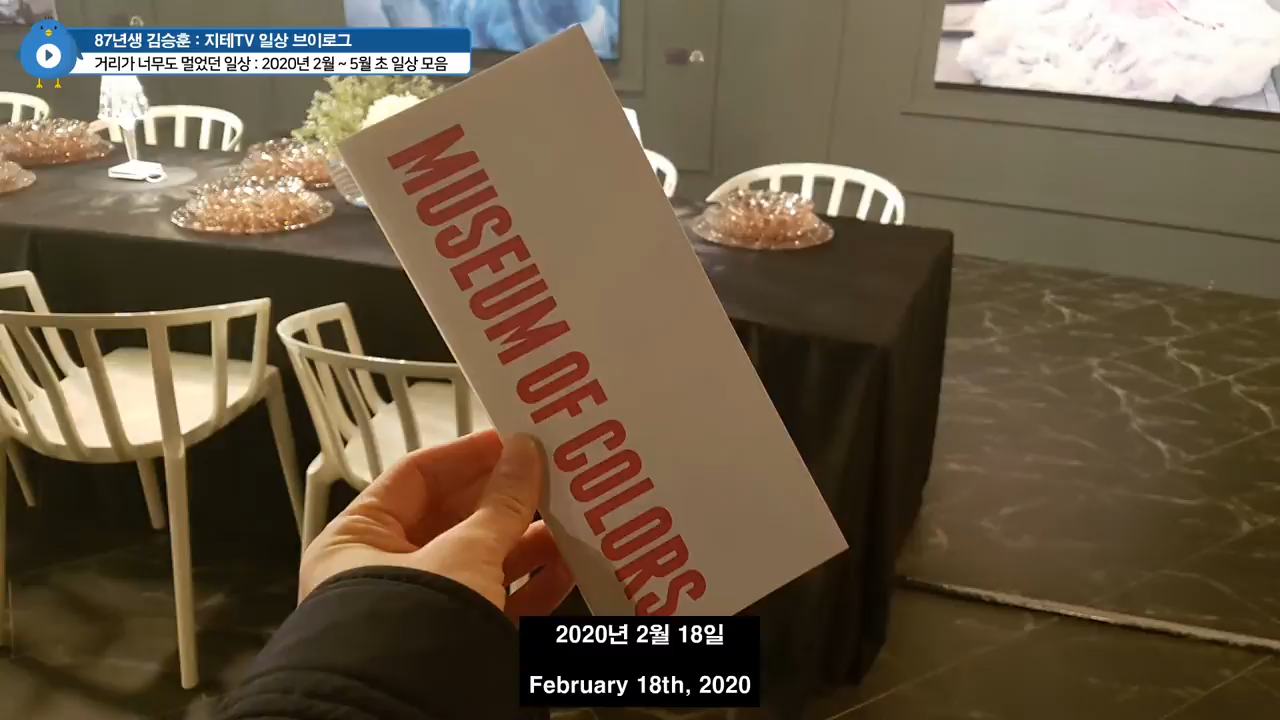 87년생 김승훈 : 지테TV 일상 브이로그
거리가 너무도 멀었던 일상 : 2020년 2월 ~ 5월 초 일상 모음
MUSEUM OF COLORS
2020년 2월 18일
February 18th, 2020